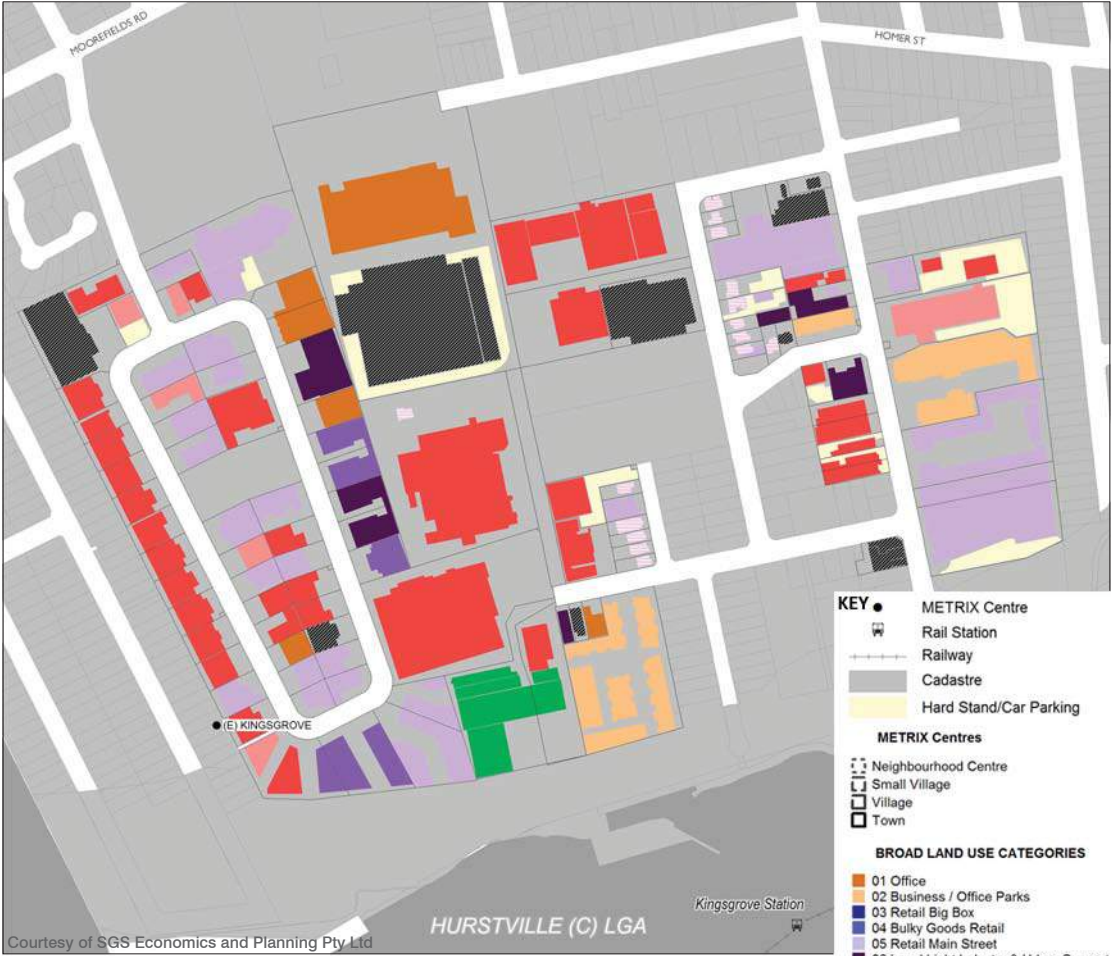 MOOREFIELDS RD
HOMER ST
(E) KINGSGROVE
KEY
METRIX Centre
Rail Station
Railway
Cadastre
Hard Stand/Car Parking
METRIX Centres
Neighbourhood Centre
Small Village
Village
Town
BROAD LAND USE CATEGORIES
01 Office
02 Business / Office Parks
03 Retail Big Box
04 Bulky Goods Retail
05 Retail Main Street
Kingsgrove Station
HURSTVILLE (C) LGA
Courtesy of SGS Economics and Planning Pty Ltd